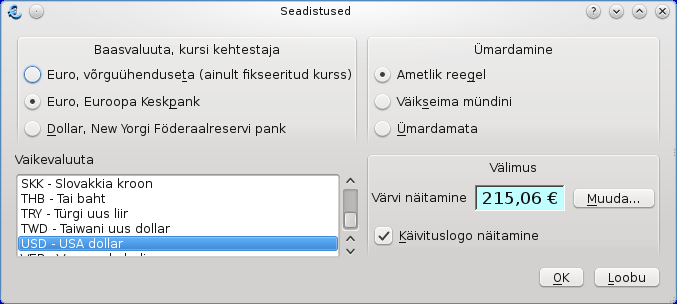 Seadistused
Baasvaluuta, kursi kehtestaja
Euro, võrguühenduseta (ainult fikseeritud kurss)
Euro, Euroopa Keskpank
Dollar, New Yorgi Föderaalreservi pank
Ümardamine
Ametlik reegel
Väikseima mündini
Ümardamata
Vaikevaluuta
SKK - Slovakkia kroon
THB - Tai baht
TRY - Türgi uus liir
TWD - Taiwani uus dollar
USD - USA dollar
Välimus
Värvi näitamine 215,06 € Muuda...
Käivituslogo näitamine
OK Loobu